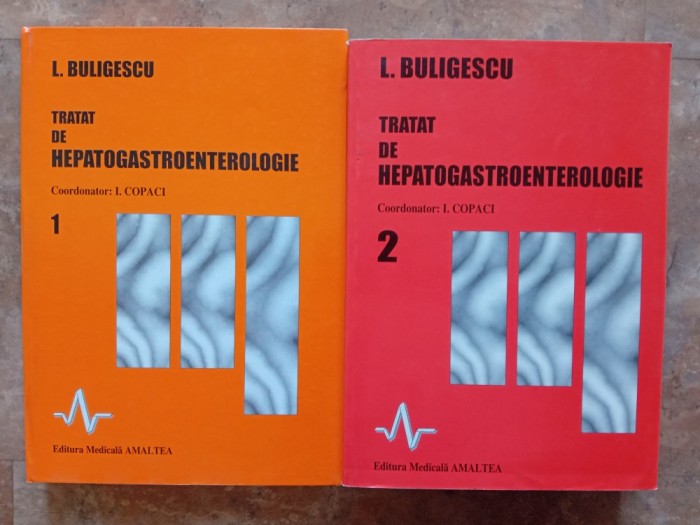 L. BULIGESCU
TRATAT
DE
HEPATOGASTROENTEROLOGIE
Coordonator: I. COPACI
1
Editura Medicală AMALTEA
L. BULIGESCU
TRATAT
DE
HEPATOGASTROENTEROLOGIE
Coordonator: I. COPACI
2
Editura Medicală AMALTEA